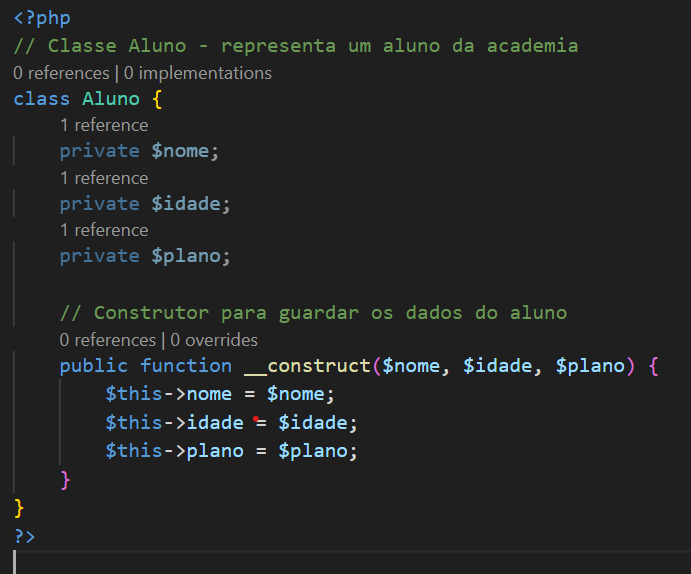 <?php
// Classe Aluno - representa um aluno da academia
0 references | 0 implementations
class Aluno {
1 reference
private $nome;
1 reference
private $idade;
1 reference
private $plano;
// Construtor para guardar os dados do aluno
0 references | 0 overrides
public function __construct($nome, $idade, $plano) {
$this->nome = $nome;
$this->idade = $idade;
$this->plano = $plano;
}
}
?>